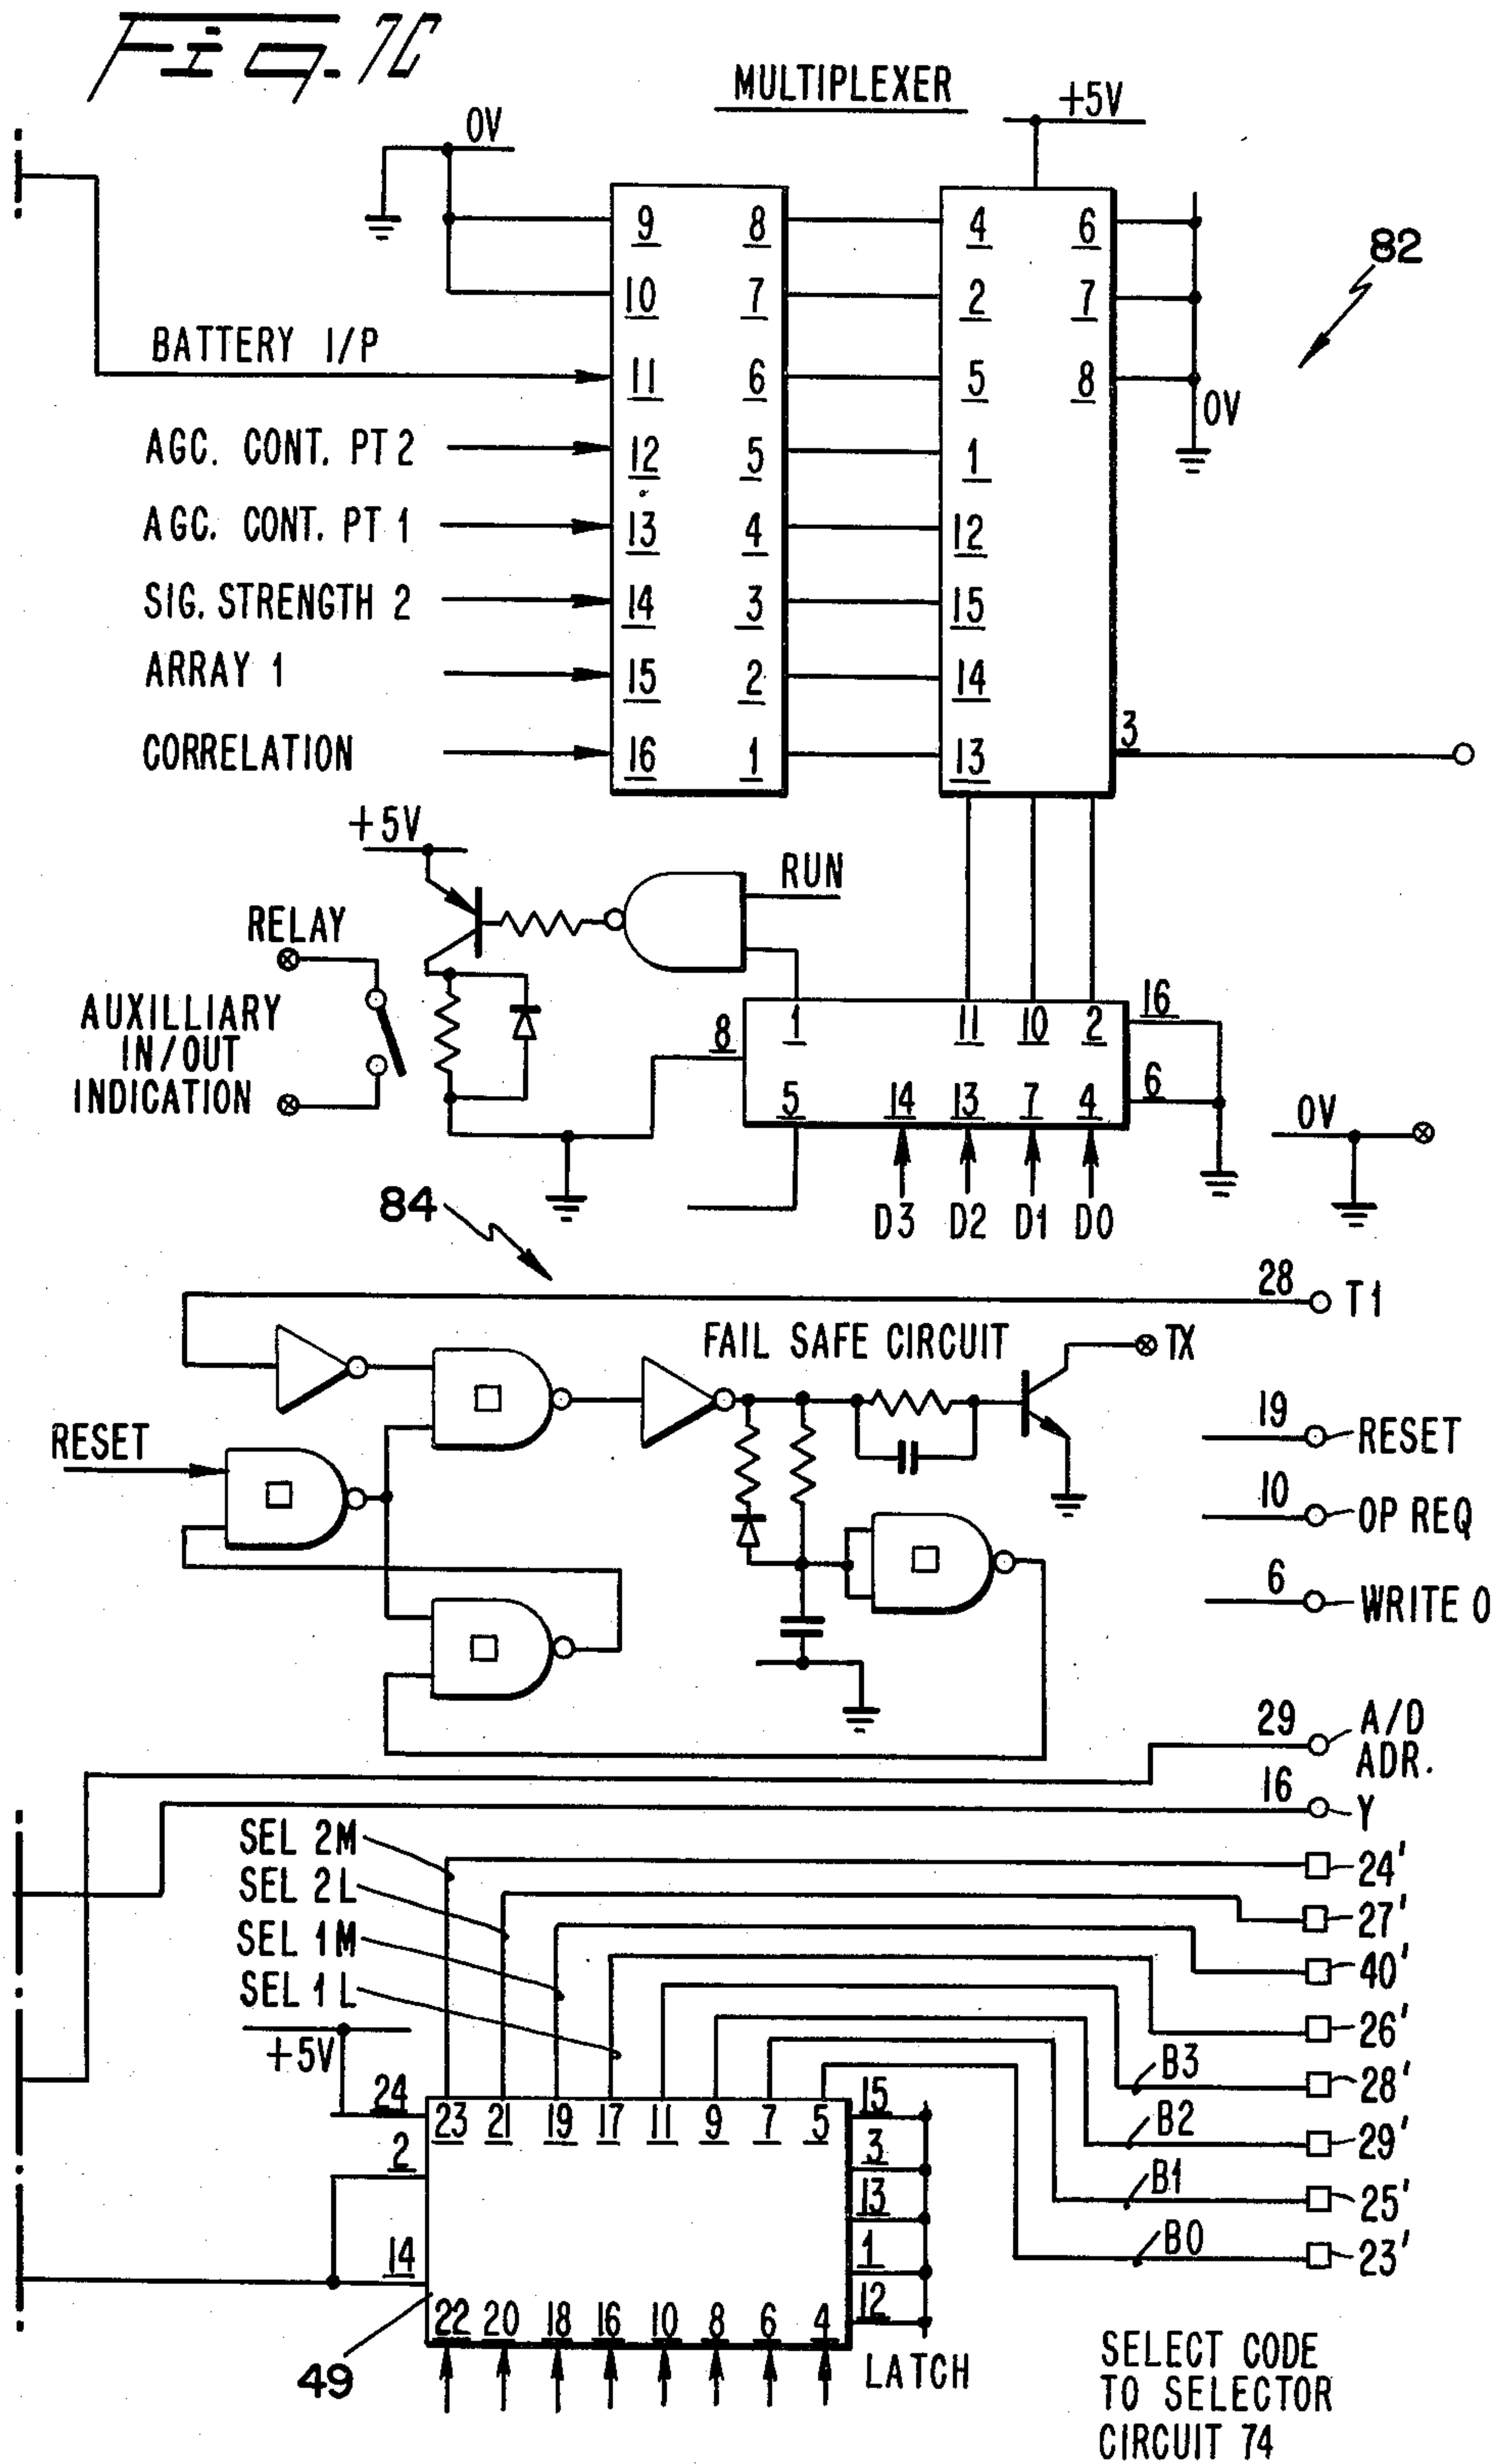 Fig. 7C
MULTIPLEXER
+5V
0V
9 8 4 6
82
10 7 2 7
BATTERY I/P
11 6 5 8
0V
AGC. CONT. PT 2
12 5 1
AGC. CONT. PT 1
13 4 12
SIG. STRENGTH 2
14 3 15
ARRAY 1
15 2 14
CORRELATION
16 1 13
3
+5V
RUN
RELAY
AUXILLIARY
IN/OUT
INDICATION
8
1 11 10 2
16
5 14 13 7 4
6
0V
D3 D2 D1 D0
84
28 T1
FAIL SAFE CIRCUIT
TX
RESET
19 RESET
10 OP REQ
6 WRITE 0
29 A/D
ADR.
16 Y
SEL 2M
24'
SEL 2L
27'
SEL 1M
40'
SEL 1L
26'
+5V
B3 28'
24
23 21 19 17 11 9 7 5
15
B2 29'
2
3
B1 25'
13
B0 23'
14
1
12
22 20 18 16 10 8 6 4
49
LATCH
SELECT CODE
TO SELECTOR
CIRCUIT 74